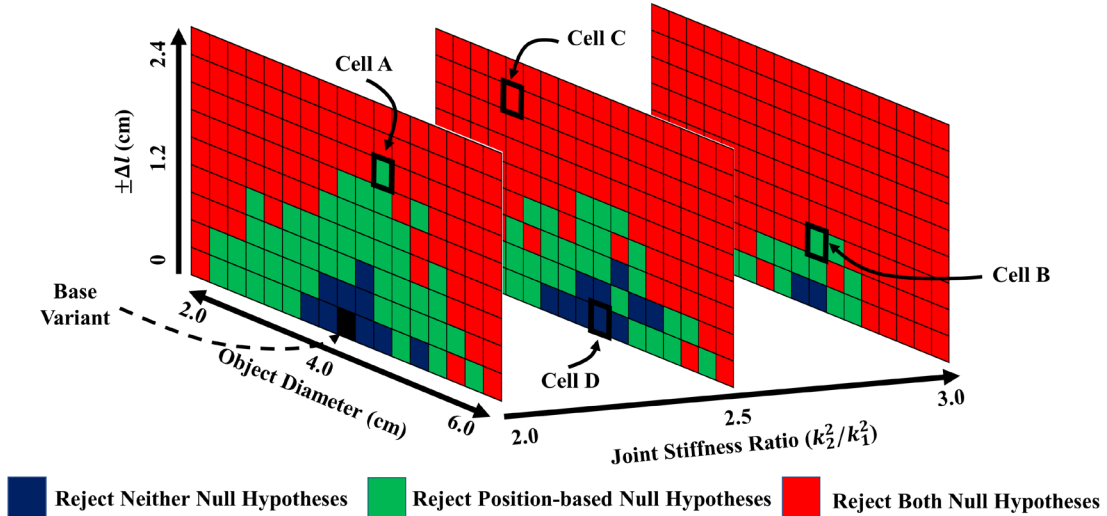 Cell C
Cell A
2.4
1.2
0
±Δl (cm)
Cell B
Base
Variant
Cell D
2.0
4.0
6.0
Object Diameter (cm)
2.0
2.5
3.0
Joint Stiffness Ratio (k₂²/k₁²)
Reject Neither Null Hypotheses
Reject Position-based Null Hypotheses
Reject Both Null Hypotheses